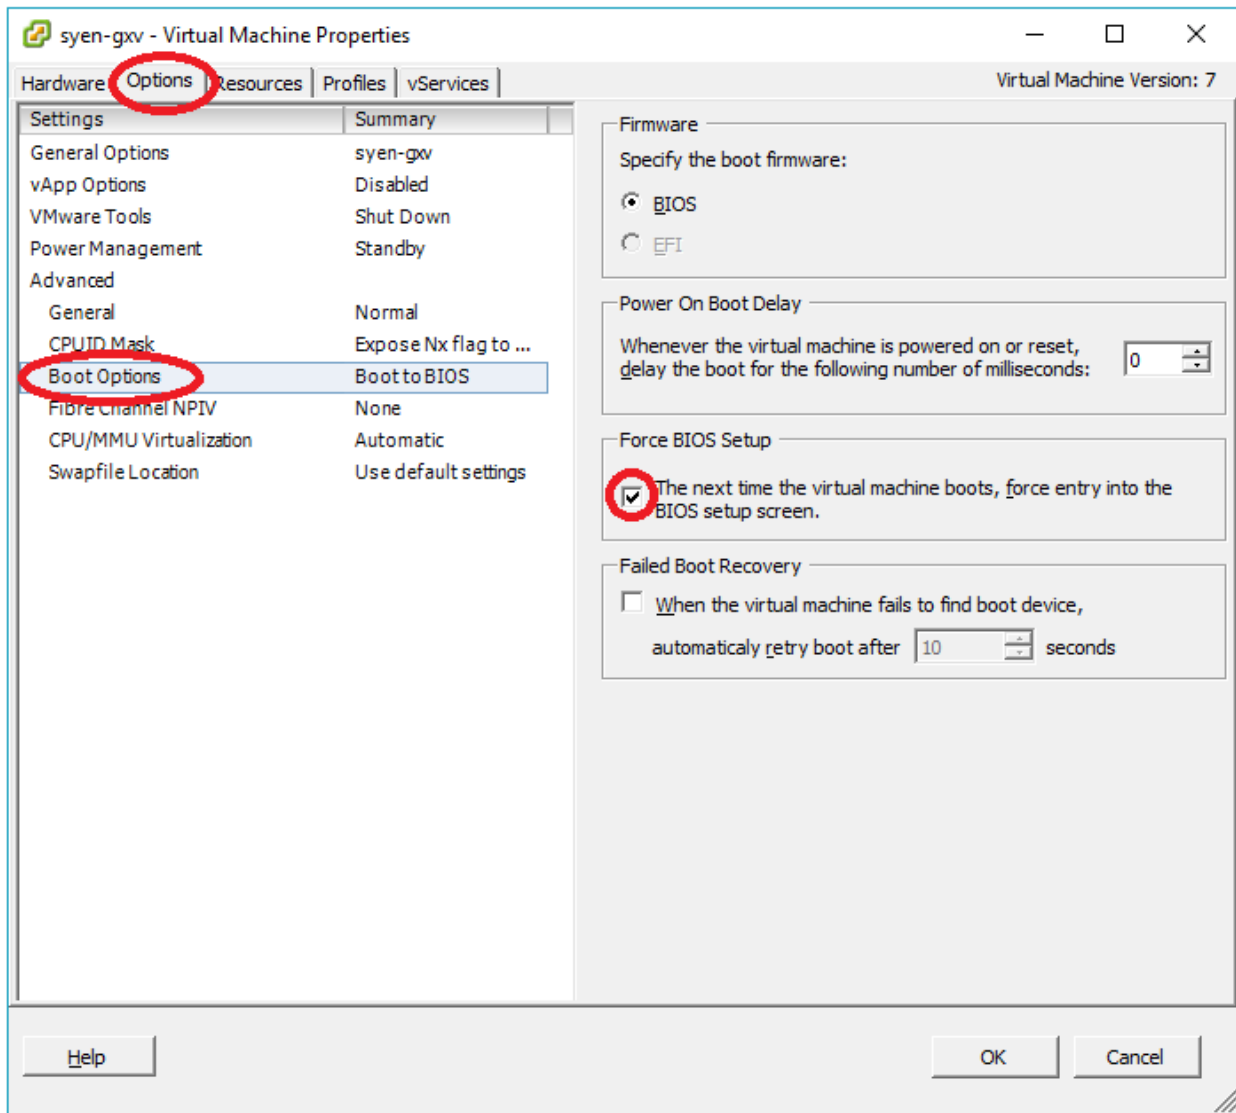 syen-gxv - Virtual Machine Properties
Hardware Options Resources Profiles vServices Virtual Machine Version: 7
Settings Summary
General Options syen-gxv
vApp Options Disabled
VMware Tools Shut Down
Power Management Standby
Advanced
General Normal
CPUID Mask Expose Nx flag to ...
Boot Options Boot to BIOS
Fibre Channel NPIV None
CPU/MMU Virtualization Automatic
Swapfile Location Use default settings
Firmware
Specify the boot firmware:
BIOS
EFI
Power On Boot Delay
Whenever the virtual machine is powered on or reset,
delay the boot for the following number of milliseconds:
0
Force BIOS Setup
The next time the virtual machine boots, force entry into the
BIOS setup screen.
Failed Boot Recovery
When the virtual machine fails to find boot device,
automaticaly retry boot after 10 seconds
Help OK Cancel